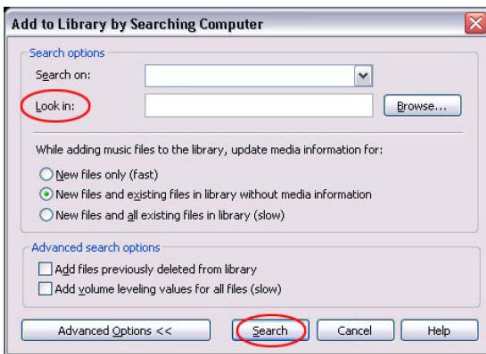 Add to Library by Searching Computer
Search options
Search on:
Look in:
Browse...
While adding music files to the library, update media information for:
New files only (fast)
New files and existing files in library without media information
New files and all existing files in library (slow)
Advanced search options
Add files previously deleted from library
Add volume leveling values for all files (slow)
Advanced Options <<
Search
Cancel
Help